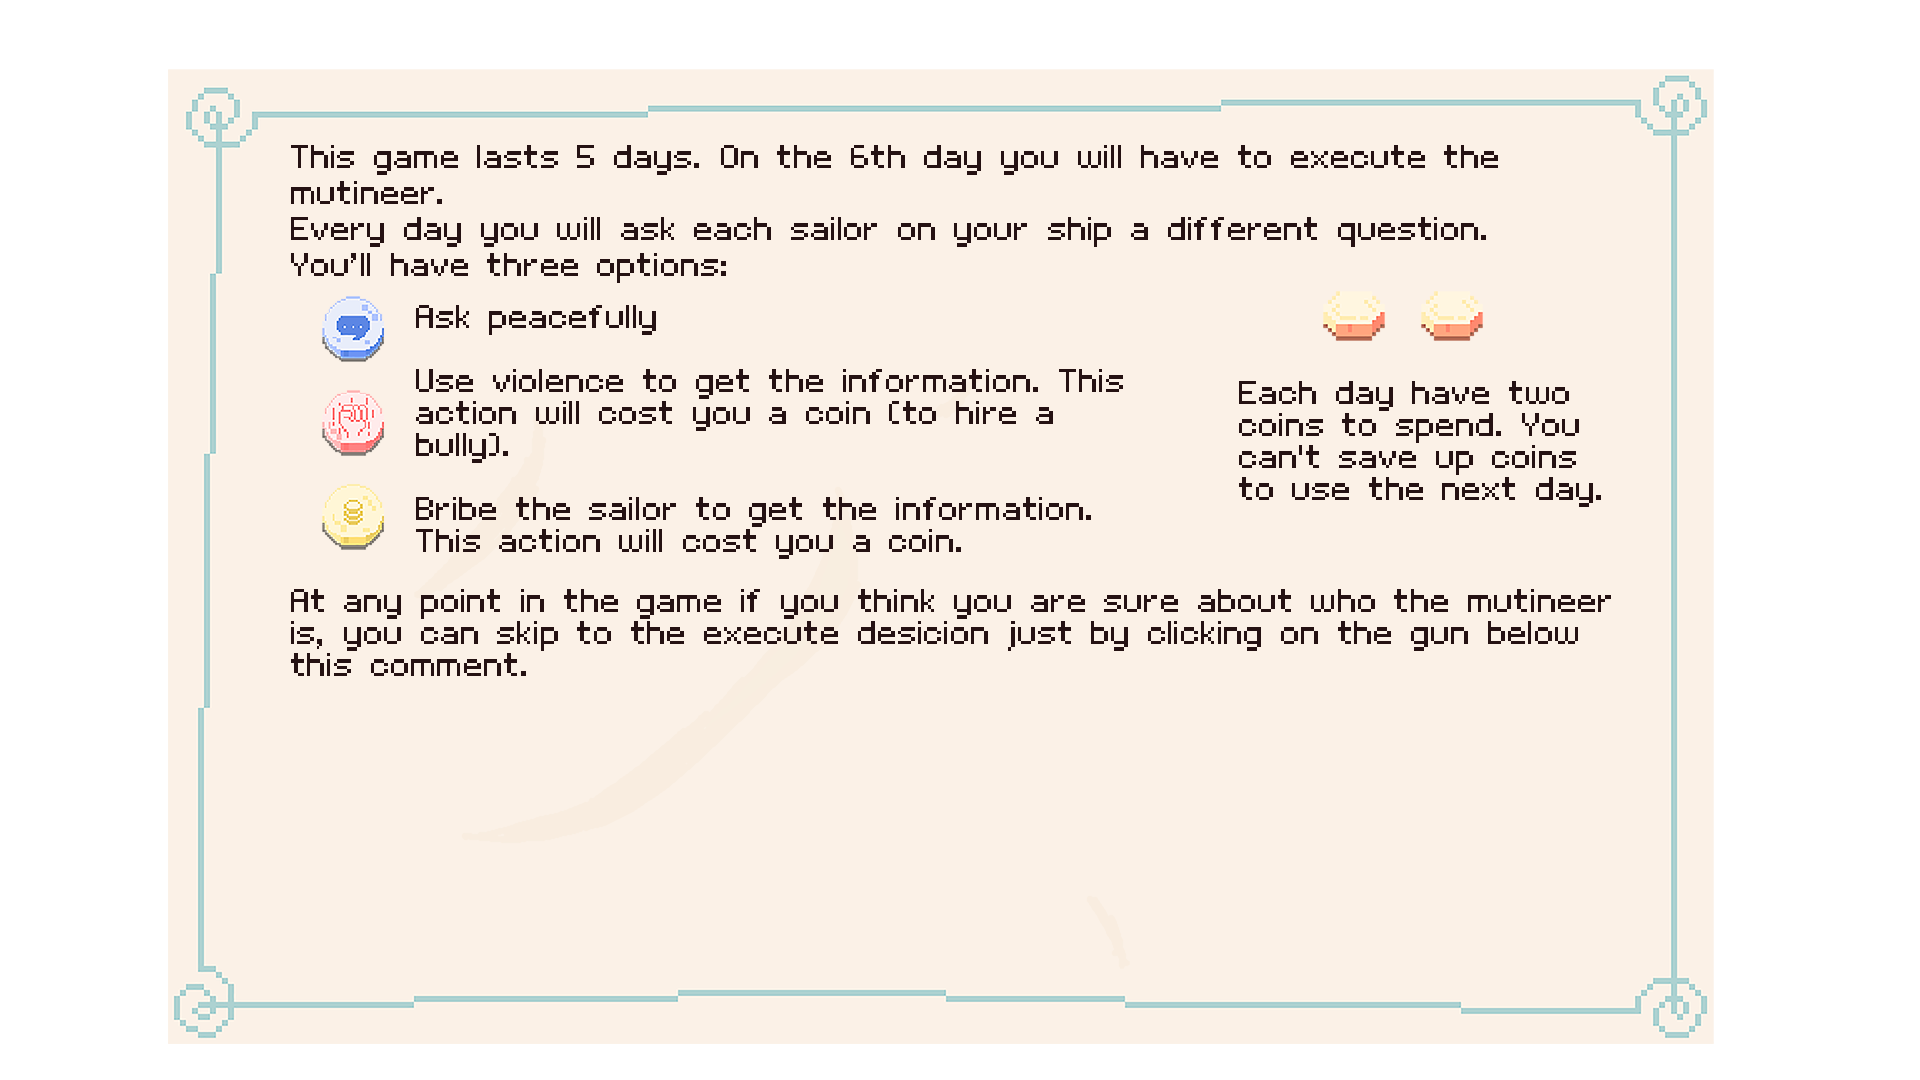 This game lasts 5 days. On the 6th day you will have to execute the
mutineer.
Every day you will ask each sailor on your ship a different question.
You'll have three options:
Ask peacefully
Use violence to get the information. This
action will cost you a coin (to hire a
bully).
Bribe the sailor to get the information.
This action will cost you a coin.
Each day have two
coins to spend. You
can't save up coins
to use the next day.
At any point in the game if you think you are sure about who the mutineer
is, you can skip to the execute desicion just by clicking on the gun below
this comment.